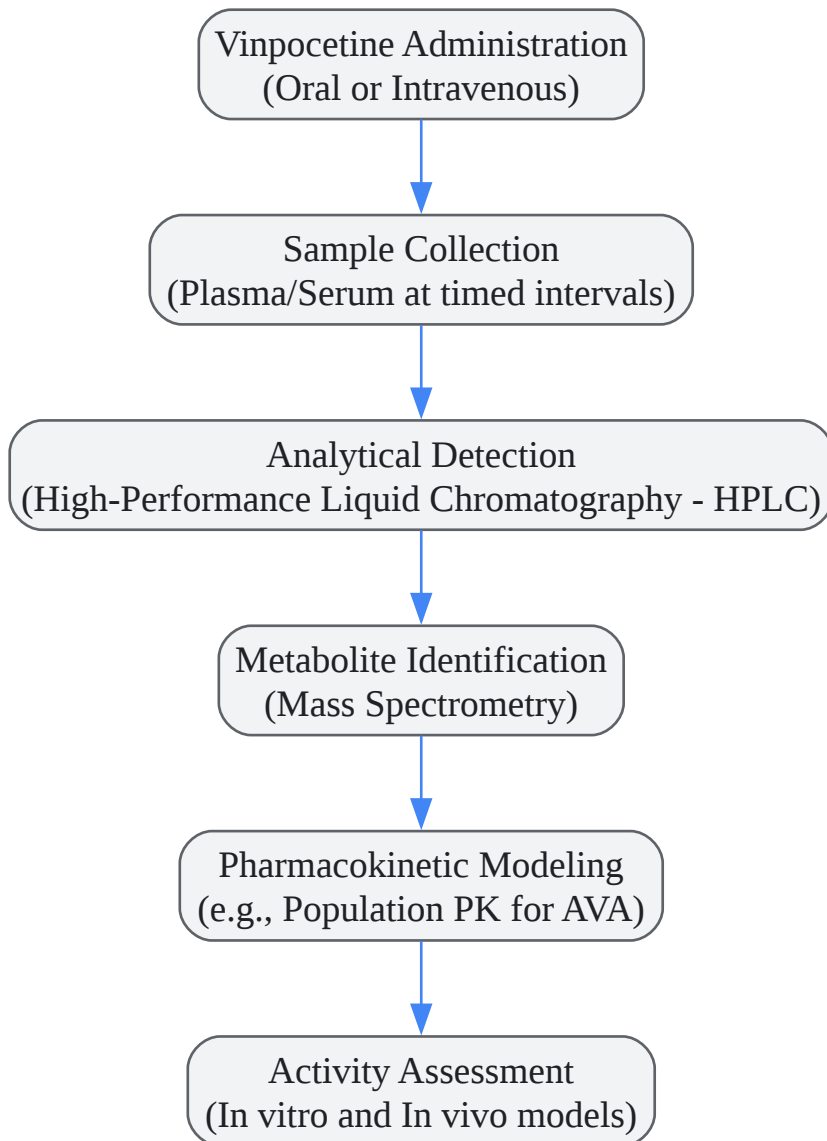 Vinpocetine Administration
(Oral or Intravenous)
Sample Collection
(Plasma/Serum at timed intervals)
Analytical Detection
(High-Performance Liquid Chromatography - HPLC)
Metabolite Identification
(Mass Spectrometry)
Pharmacokinetic Modeling
(e.g., Population PK for AVA)
Activity Assessment
(In vitro and In vivo models)